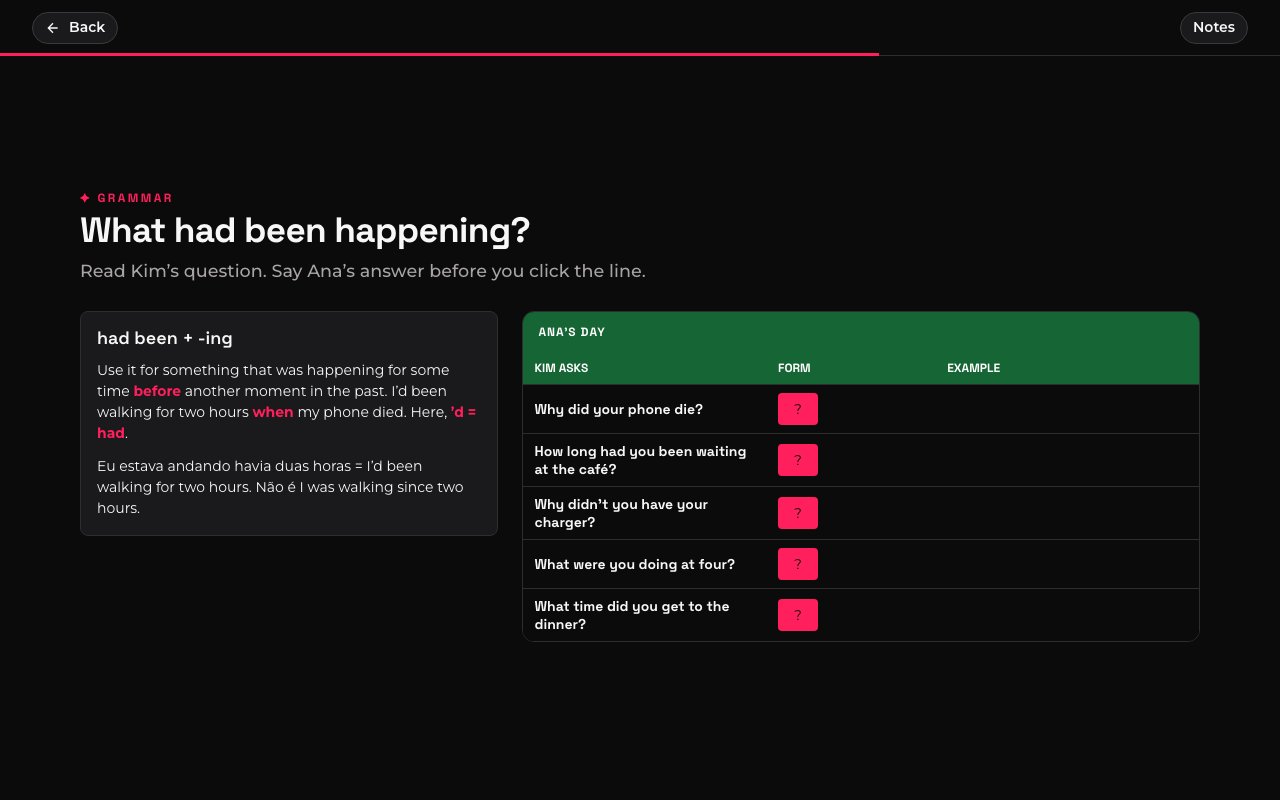 ← Back
Notes
✦ GRAMMAR
What had been happening?
Read Kim's question. Say Ana's answer before you click the line.
had been + -ing
Use it for something that was happening for some
time before another moment in the past. I'd been
walking for two hours when my phone died. Here, 'd =
had.
Eu estava andando havia duas horas = I'd been
walking for two hours. Não é I was walking since two
hours.
ANA'S DAY
KIM ASKS FORM EXAMPLE
Why did your phone die? ?
How long had you been waiting
at the café? ?
Why didn't you have your
charger? ?
What were you doing at four? ?
What time did you get to the
dinner? ?